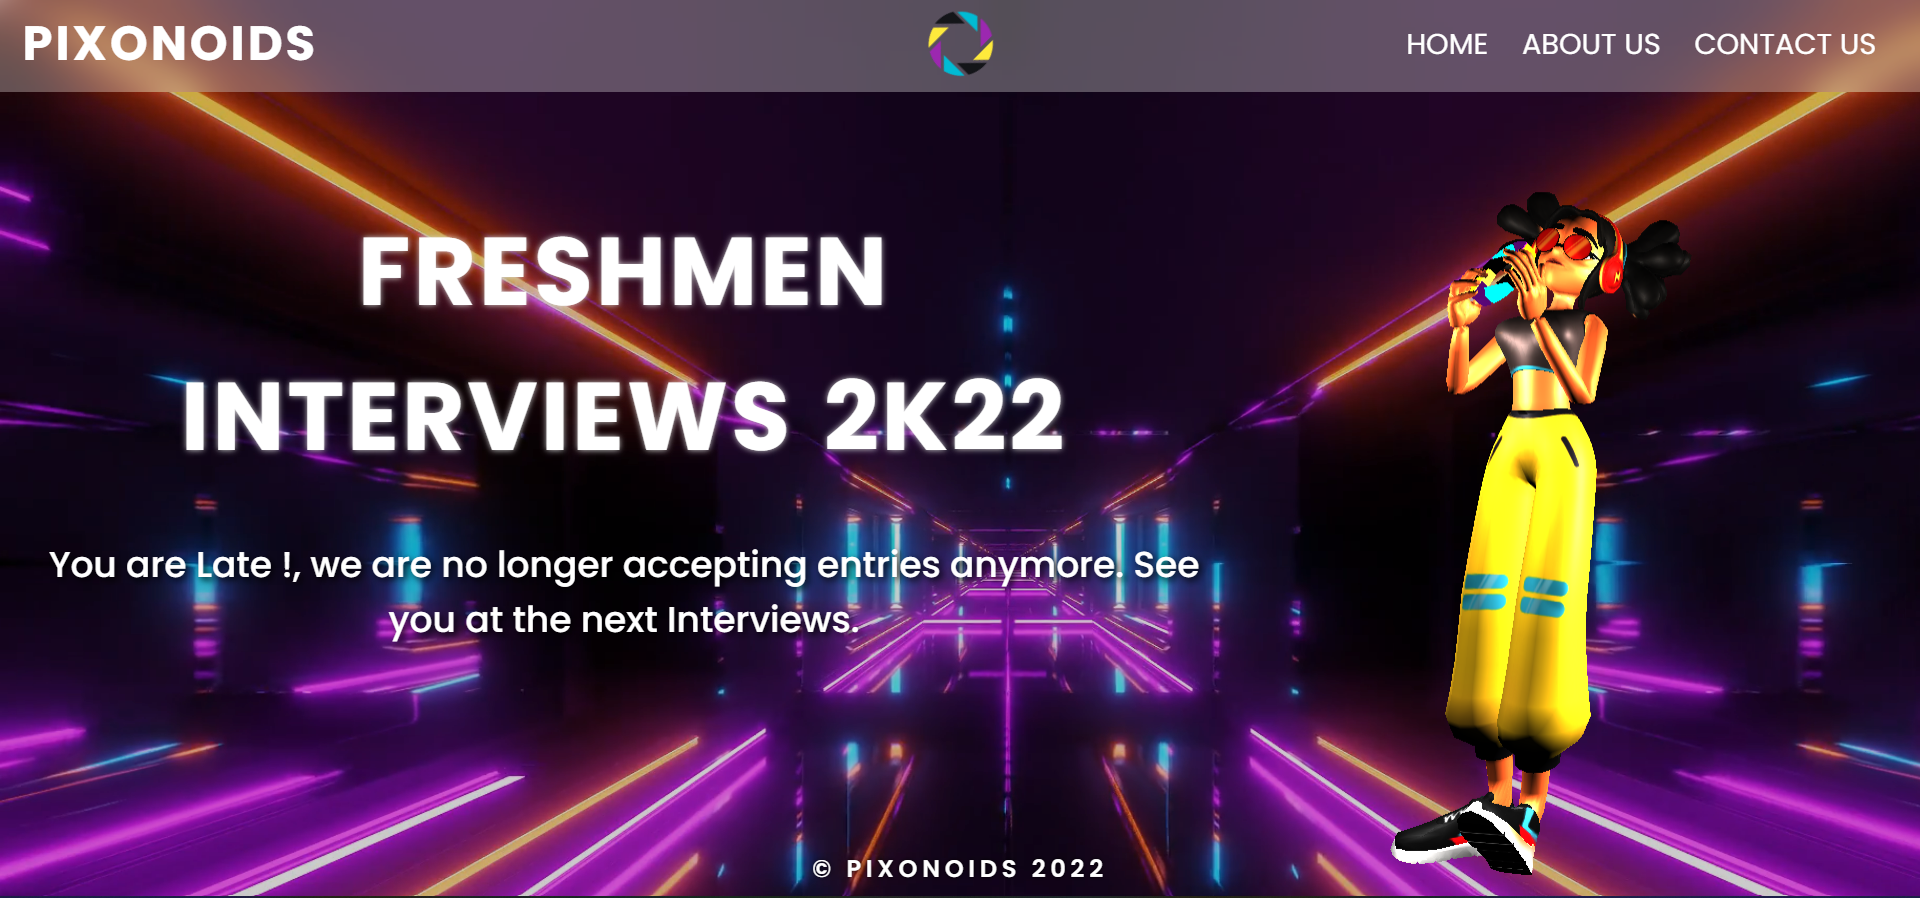 PIXONOIDS
HOME ABOUT US CONTACT US
FRESHMEN
INTERVIEWS 2K22
You are Late !, we are no longer accepting entries anymore. See
you at the next Interviews.
© PIXONOIDS 2022